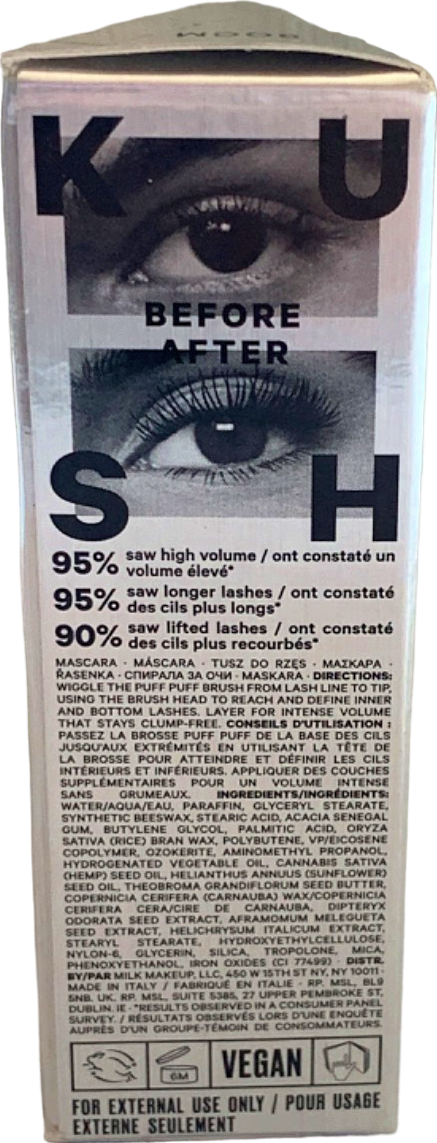 BOOM
K U
BEFORE
AFTER
S H
95% saw high volume / ont constaté un
volume élevé*
95% saw longer lashes / ont constaté
des cils plus longs*
90% saw lifted lashes / ont constaté
des cils plus recourbés*
MASCARA · MÁSCARA · TUSZ DO RZĘS · ΜΑΣΚΑΡΑ ·
ŘASENKA · СПИРАЛА ЗА ОЧИ · MASKARA · DIRECTIONS:
WIGGLE THE PUFF PUFF BRUSH FROM LASH LINE TO TIP,
USING THE BRUSH HEAD TO REACH AND DEFINE INNER
AND BOTTOM LASHES. LAYER FOR INTENSE VOLUME
THAT STAYS CLUMP-FREE. CONSEILS D'UTILISATION :
PASSEZ LA BROSSE PUFF PUFF DE LA BASE DES CILS
JUSQU'AUX EXTRÉMITÉS EN UTILISANT LA TÊTE DE
LA BROSSE POUR ATTEINDRE ET DÉFINIR LES CILS
INTÉRIEURS ET INFÉRIEURS. APPLIQUER DES COUCHES
SUPPLÉMENTAIRES POUR UN VOLUME INTENSE
SANS GRUMEAUX. INGREDIENTS/INGRÉDIENTS:
WATER/AQUA/EAU, PARAFFIN, GLYCERYL STEARATE,
SYNTHETIC BEESWAX, STEARIC ACID, ACACIA SENEGAL
GUM, BUTYLENE GLYCOL, PALMITIC ACID, ORYZA
SATIVA (RICE) BRAN WAX, POLYBUTENE, VP/EICOSENE
COPOLYMER, OZOKERITE, AMINOMETHYL PROPANOL,
HYDROGENATED VEGETABLE OIL, CANNABIS SATIVA
(HEMP) SEED OIL, HELIANTHUS ANNUUS (SUNFLOWER)
SEED OIL, THEOBROMA GRANDIFLORUM SEED BUTTER,
COPERNICIA CERIFERA (CARNAUBA) WAX/COPERNICIA
CERIFERA CERA/CIRE DE CARNAUBA, DIPTERYX
ODORATA SEED EXTRACT, AFRAMOMUM MELEGUETA
SEED EXTRACT, HELICHRYSUM ITALICUM EXTRACT,
STEARYL STEARATE, HYDROXYETHYLCELLULOSE,
NYLON-6, GLYCERIN, SILICA, TROPOLONE, MICA,
PHENOXYETHANOL, IRON OXIDES (CI 77499) · DISTR.
BY/PAR MILK MAKEUP, LLC, 450 W 15TH ST NY, NY 10011 ·
MADE IN ITALY / FABRIQUÉ EN ITALIE · RP. MSL, BL9
5NB. UK. RP. MSL, SUITE 5385, 27 UPPER PEMBROKE ST,
DUBLIN. IE · *RESULTS OBSERVED IN A CONSUMER PANEL
SURVEY. / RÉSULTATS OBSERVÉS LORS D'UNE ENQUÊTE
AUPRÈS D'UN GROUPE-TÉMOIN DE CONSOMMATEURS.
6M
VEGAN
FOR EXTERNAL USE ONLY / POUR USAGE
EXTERNE SEULEMENT